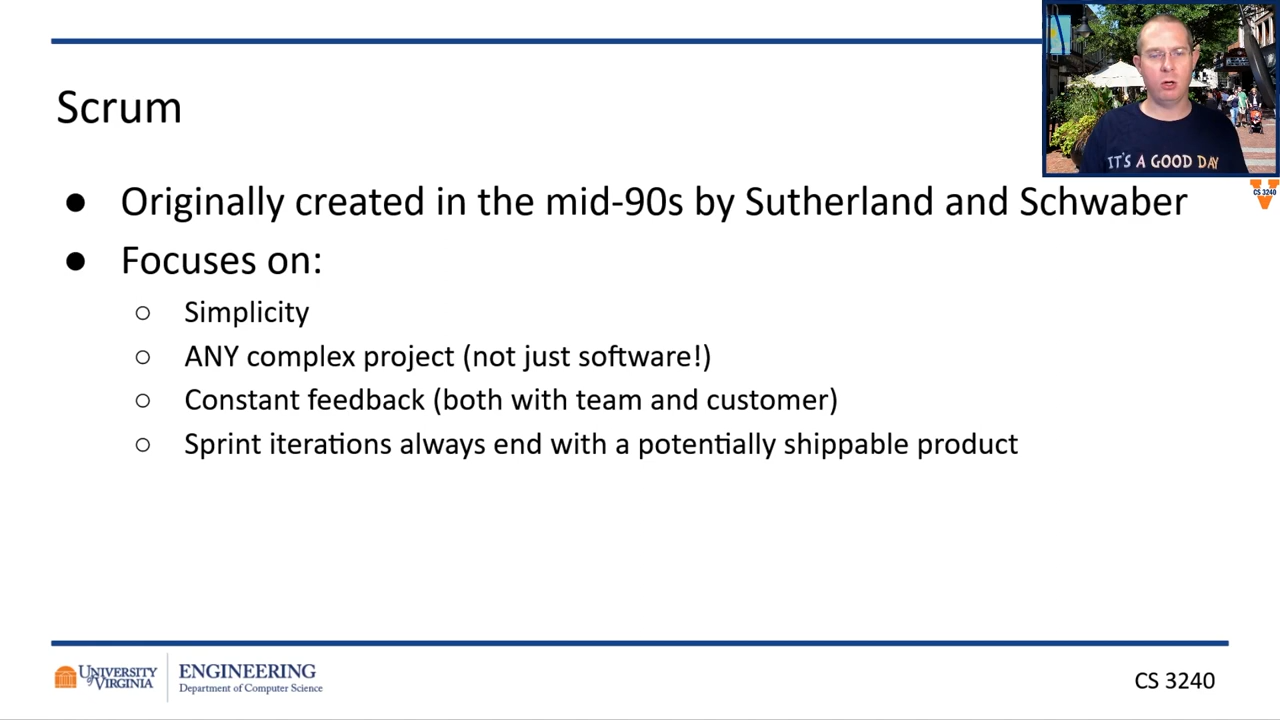 Scrum
IT'S A GOOD DAY
CS 3240
● Originally created in the mid-90s by Sutherland and Schwaber
● Focuses on:
○ Simplicity
○ ANY complex project (not just software!)
○ Constant feedback (both with team and customer)
○ Sprint iterations always end with a potentially shippable product
UNIVERSITY of VIRGINIA
ENGINEERING
Department of Computer Science
CS 3240